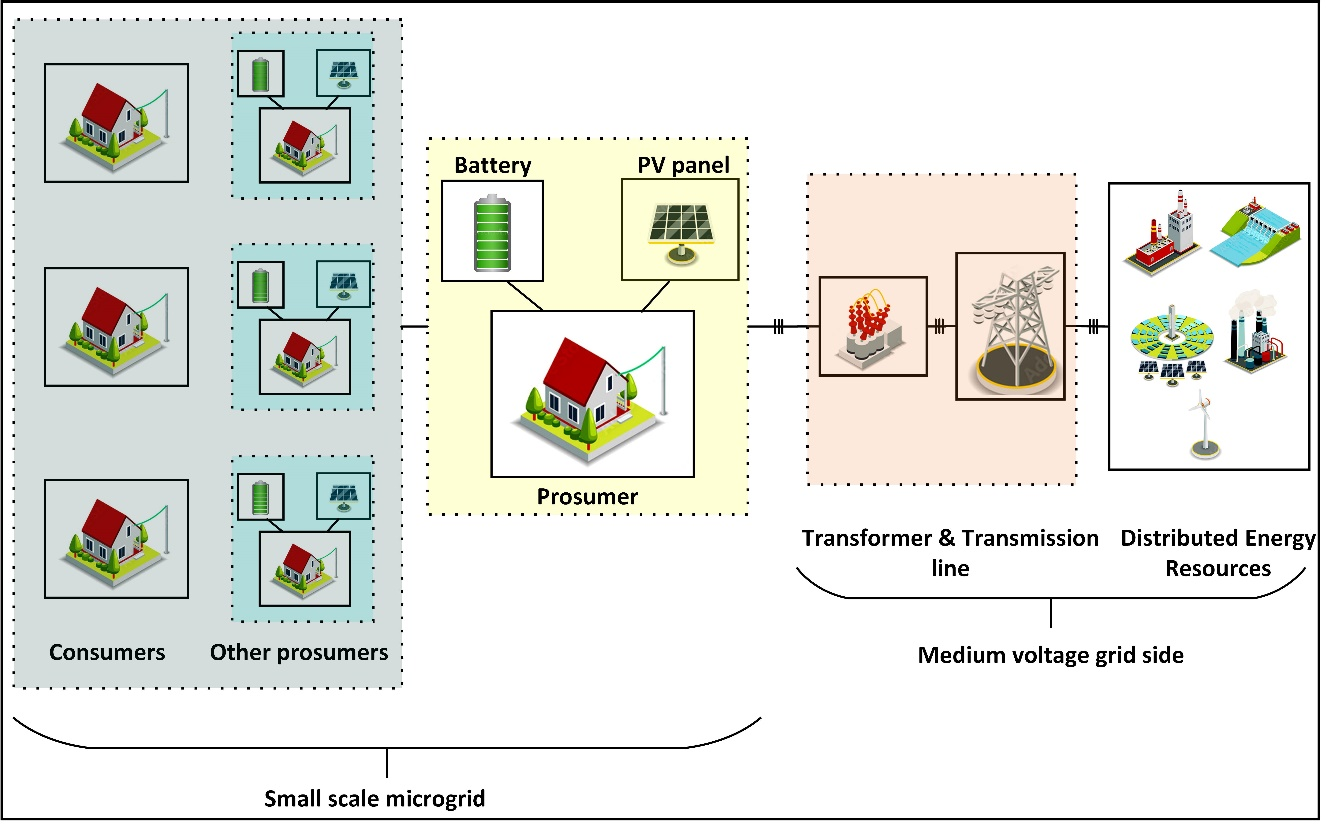 Battery
PV panel
Prosumer
Transformer & Transmission
line
Distributed Energy
Resources
Consumers
Other prosumers
Medium voltage grid side
Small scale microgrid